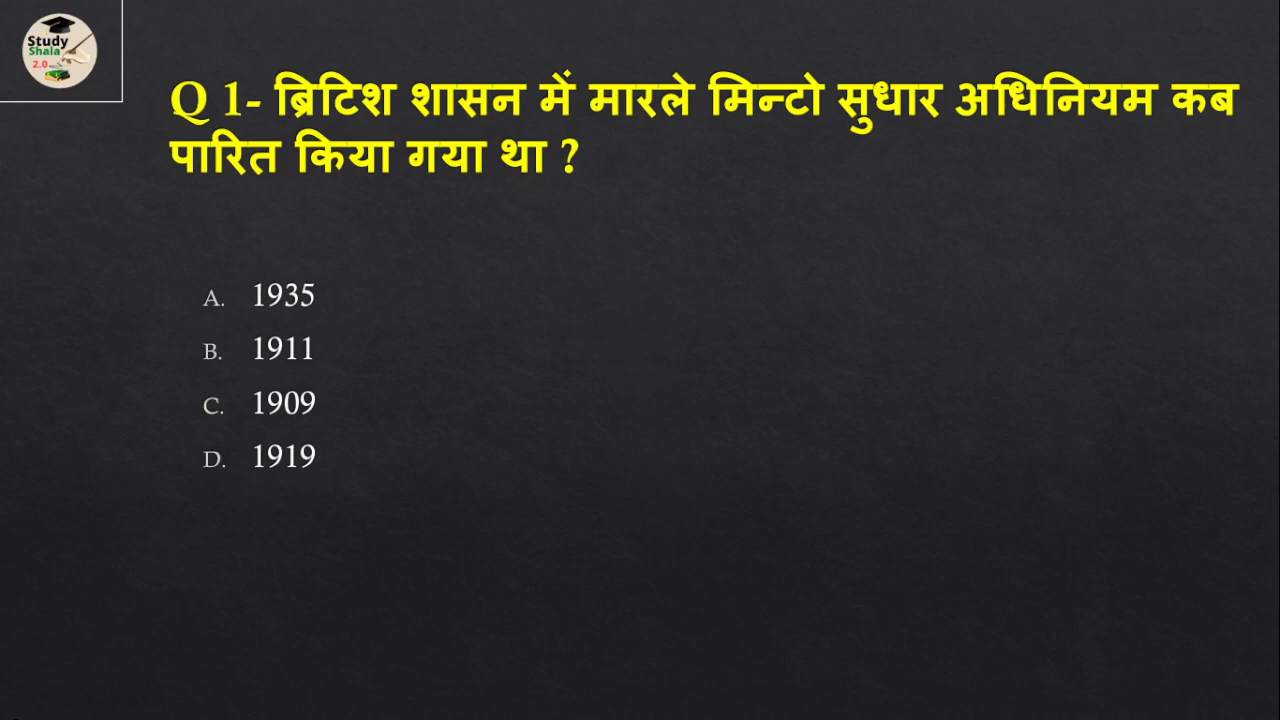 Study
Shala
2.0
Q 1- ब्रिटिश शासन में मारले मिन्टो सुधार अधिनियम कब
पारित किया गया था ?
A. 1935
B. 1911
C. 1909
D. 1919